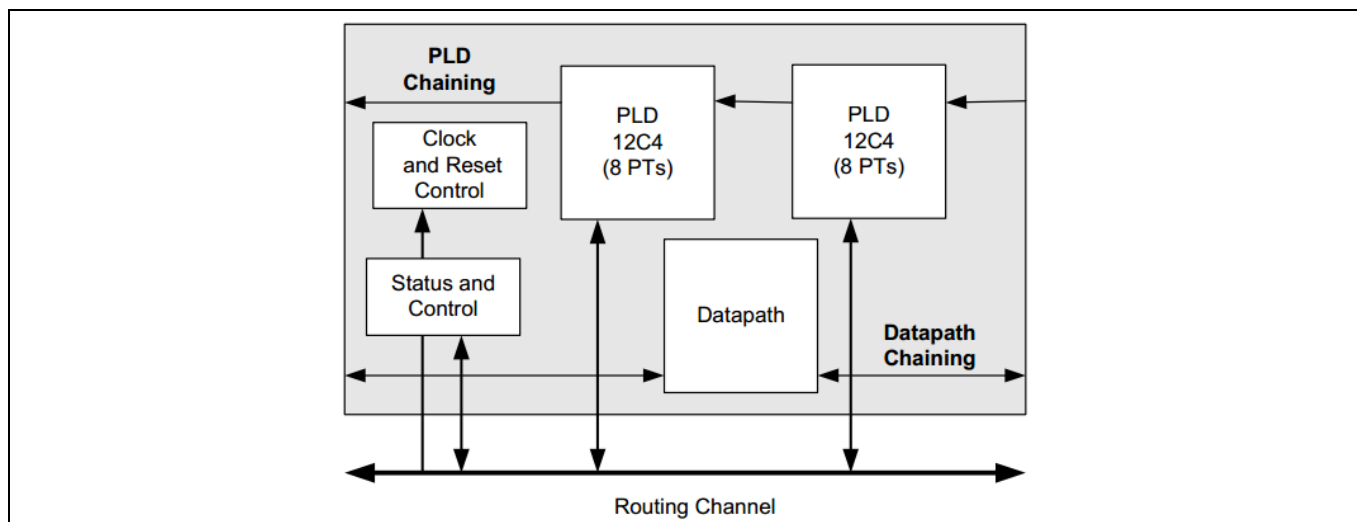 PLD
Chaining
PLD
12C4
(8 PTs)
PLD
12C4
(8 PTs)
Clock
and Reset
Control
Status and
Control
Datapath
Datapath
Chaining
Routing Channel